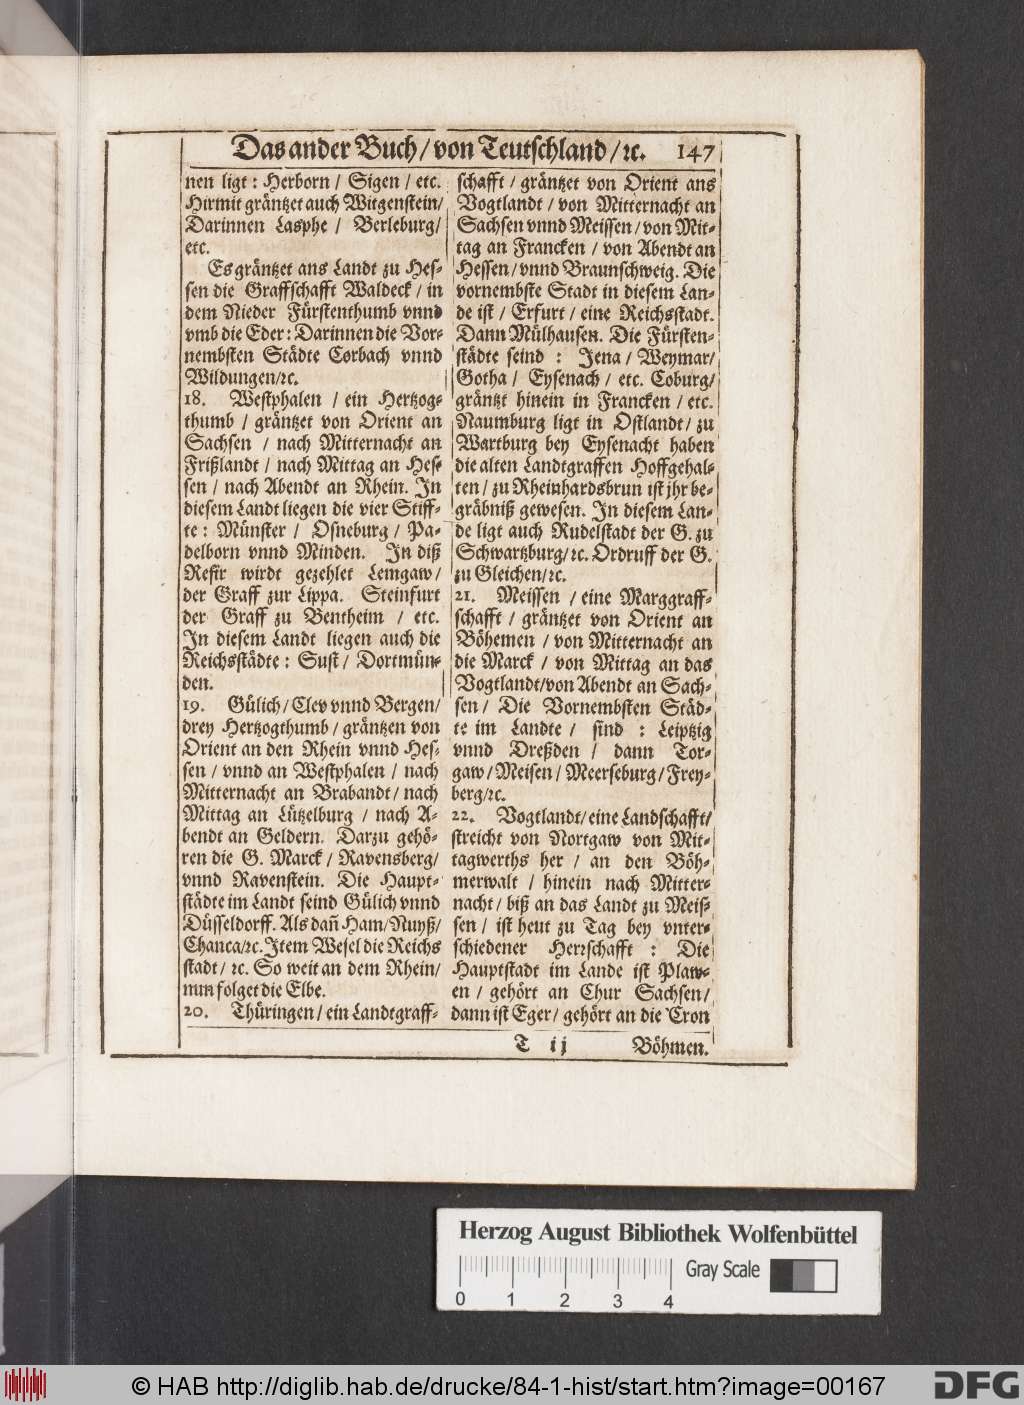 Das ander Buch / von Teutschland / ꝛc. 147
nen ligt : Herborn / Sigen / etc.
Hirmit gräntzet auch Witgenstein /
Darinnen Lasphe / Berleburg /
etc.
Es gräntzet ans Landt zu Hes-
sen die Graffschafft Waldeck / in
dem Nieder Fürstenthumb vnnd
vmb die Eder : Darinnen die Vor-
nembsten Städte Corbach vnnd
Wildungen / ꝛc.
18. Westphalen / ein Hertzog-
thumb / gräntzet von Orient an
Sachsen / nach Mitternacht an
Frißlandt / nach Mittag an Hes-
sen / nach Abendt an Rhein. In
diesem Landt liegen die vier Stiff-
te : Münster / Osneburg / Pa-
delborn vnnd Minden. In diß
Refir wirdt gezehlet Lemgaw /
der Graff zur Lippa. Steinfurt
der Graff zu Bentheim / etc.
In diesem Landt liegen auch die
Reichsstädte : Sust / Dortmün-
den.
19. Gülich / Clev vnnd Bergen /
drey Hertzogthumb / gräntzen von
Orient an den Rhein vnnd Hes-
sen / vnnd an Westphalen / nach
Mitternacht an Brabandt / nach
Mittag an Lützelburg / nach A-
bendt an Geldern. Darzu gehö-
ren die G. Marck / Ravensberg /
vnnd Ravenstein. Die Haupt-
städte im Landt seind Gülich vnnd
Düsseldorff. Als dañ Ham / Nuyß /
Chanca / ꝛc. Item Wesel die Reichs
stadt / ꝛc. So weit an dem Rhein /
nun folget die Elbe.
20. Thüringen / ein Landtgraff-
schafft / gräntzet von Orient ans
Vogtlandt / von Mitternacht an
Sachsen vnnd Meissen / von Mit-
tag an Francken / von Abendt an
Hessen / vnnd Braunschweig. Die
vornembste Stadt in diesem Lan-
de ist / Erfurt / eine Reichsstadt.
Dann Mülhausen. Die Fürsten-
städte seind : Jena / Weymar /
Gotha / Eysenach / etc. Coburg /
gräntzt hinein in Francken / etc.
Naumburg ligt in Ostlandt / zu
Wartburg bey Eysenacht haben
die alten Landtgraffen Hoff gehal-
ten / zu Rheinhardsbrun ist jhr be-
gräbniß gewesen. In diesem Lan-
de ligt auch Rudelstadt der G. zu
Schwartzburg / ꝛc. Ordruff der G.
zu Gleichen / ꝛc.
21. Meissen / eine Marggraff-
schafft / gräntzet von Orient an
Böhemen / von Mitternacht an
die Marck / von Mittag an das
Vogtlandt / von Abendt an Sach-
sen / Die Vornembsten Städ-
te im Landte / sind : Leiptzig
vnnd Dreßden / dann Tor-
gaw / Meisen / Meerseburg / Frey-
berg / ꝛc.
22. Vogtlandt / eine Landschafft /
streicht von Nortgaw von Mit-
tagwerths her / an den Böh-
merwalt / hinein nach Mitter-
nacht / biß an das Landt zu Meis-
sen / ist heut zu Tag bey vnter-
schiedener Herrschafft : Die
Hauptstadt im Lande ist Plaw-
en / gehört an Chur Sachsen /
dann ist Eger / gehört an die Cron
T ij Böhmen.
Herzog August Bibliothek Wolfenbüttel
Gray Scale
0 1 2 3 4
© HAB http://diglib.hab.de/drucke/84-1-hist/start.htm?image=00167
DFG